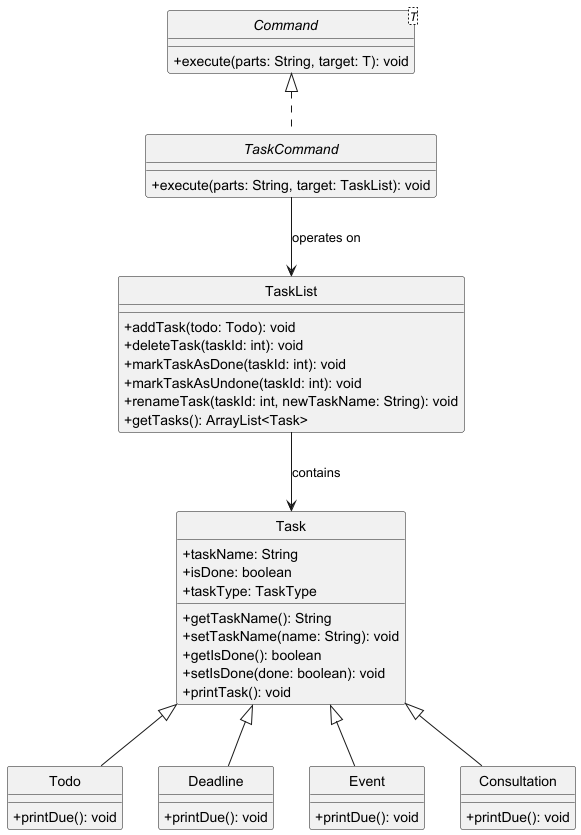 Command
T
+execute(parts: String, target: T): void
TaskCommand
+execute(parts: String, target: TaskList): void
operates on
TaskList
+addTask(todo: Todo): void
+deleteTask(taskId: int): void
+markTaskAsDone(taskId: int): void
+markTaskAsUndone(taskId: int): void
+renameTask(taskId: int, newTaskName: String): void
+getTasks(): ArrayList<Task>
contains
Task
+taskName: String
+isDone: boolean
+taskType: TaskType
+getTaskName(): String
+setTaskName(name: String): void
+getIsDone(): boolean
+setIsDone(done: boolean): void
+printTask(): void
Todo
+printDue(): void
Deadline
+printDue(): void
Event
+printDue(): void
Consultation
+printDue(): void